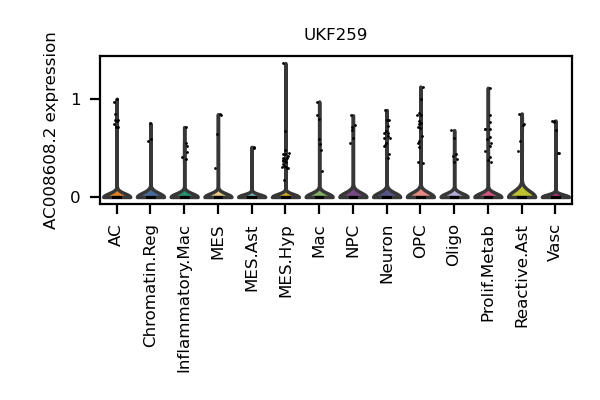 UKF259
AC008608.2 expression
1
0
AC
Chromatin.Reg
Inflammatory.Mac
MES
MES.Ast
MES.Hyp
Mac
NPC
Neuron
OPC
Oligo
Prolif.Metab
Reactive.Ast
Vasc